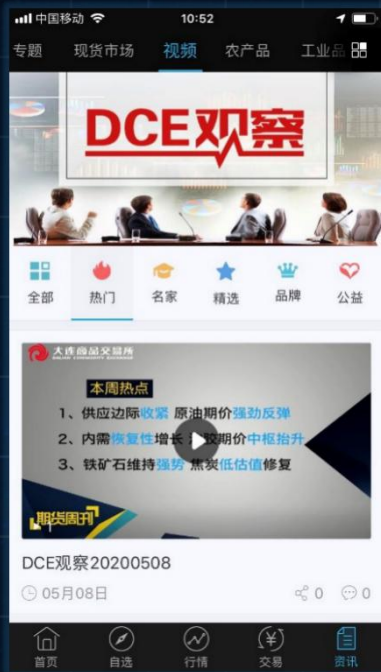 中国移动 10:52
专题 现货市场 视频 农产品 工业品
DCE观察
全部 热门 名家 精选 品牌 公益
大连商品交易所
DALIAN COMMODITY EXCHANGE
本周热点
1、供应边际收紧 原油期价强劲反弹
2、内需恢复性增长 期价中枢抬升
3、铁矿石维持强势 焦炭低估值修复
期货周刊
DCE观察20200508
05月08日 0 0
首页 自选 行情 交易 资讯